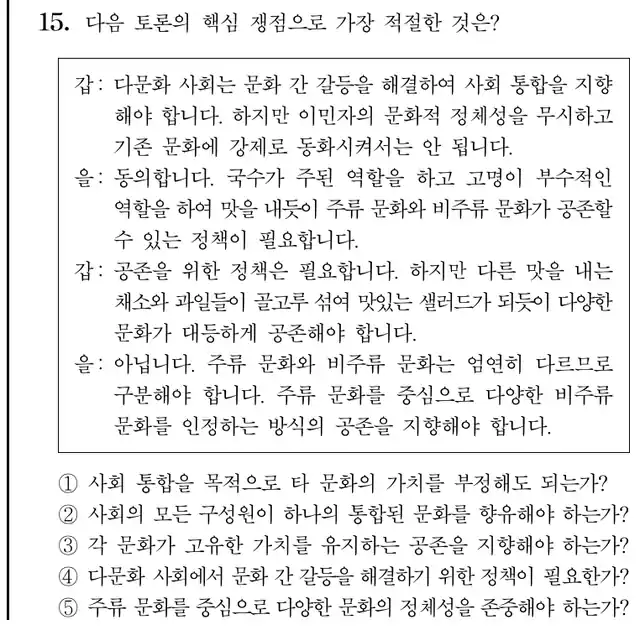 15. 다음 토론의 핵심 쟁점으로 가장 적절한 것은?
갑: 다문화 사회는 문화 간 갈등을 해결하여 사회 통합을 지향
해야 합니다. 하지만 이민자의 문화적 정체성을 무시하고
기존 문화에 강제로 동화시켜서는 안 됩니다.
을: 동의합니다. 국수가 주된 역할을 하고 고명이 부수적인
역할을 하여 맛을 내듯이 주류 문화와 비주류 문화가 공존할
수 있는 정책이 필요합니다.
갑: 공존을 위한 정책은 필요합니다. 하지만 다른 맛을 내는
채소와 과일들이 골고루 섞여 맛있는 샐러드가 되듯이 다양한
문화가 대등하게 공존해야 합니다.
을: 아닙니다. 주류 문화와 비주류 문화는 엄연히 다르므로
구분해야 합니다. 주류 문화를 중심으로 다양한 비주류
문화를 인정하는 방식의 공존을 지향해야 합니다.
① 사회 통합을 목적으로 타 문화의 가치를 부정해도 되는가?
② 사회의 모든 구성원이 하나의 통합된 문화를 향유해야 하는가?
③ 각 문화가 고유한 가치를 유지하는 공존을 지향해야 하는가?
④ 다문화 사회에서 문화 간 갈등을 해결하기 위한 정책이 필요한가?
⑤ 주류 문화를 중심으로 다양한 문화의 정체성을 존중해야 하는가?